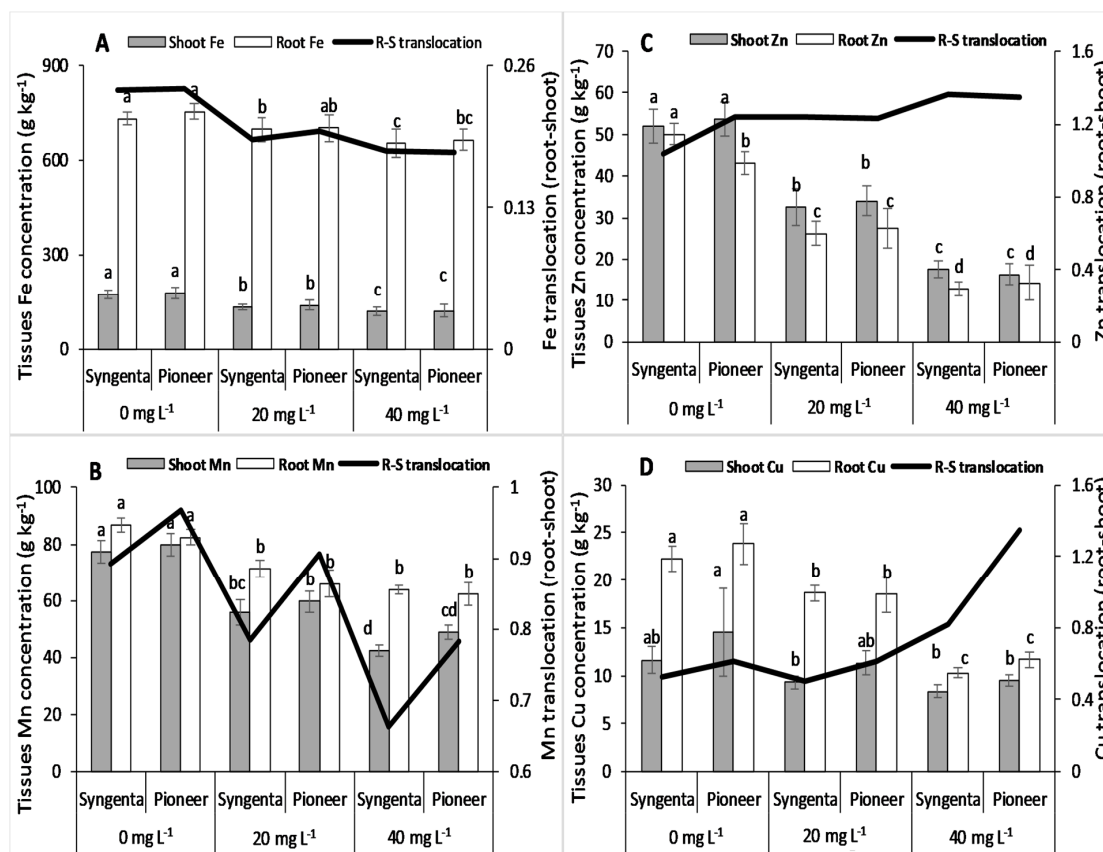 A
Shoot Fe Root Fe R-S translocation
Tissues Fe concentration (g kg-1)
900
600
300
0
a a b ab c bc
a a b b c c
0.26
0.13
0
Fe translocation (root-shoot)
Syngenta Pioneer Syngenta Pioneer Syngenta Pioneer
0 mg L-1 20 mg L-1 40 mg L-1
C
Shoot Zn Root Zn R-S translocation
Tissues Zn concentration (g kg-1)
70
60
50
40
30
20
10
0
a a a b b c b c c d c d
1.6
1.2
0.8
0.4
0
Zn translocation (root-shoot)
Syngenta Pioneer Syngenta Pioneer Syngenta Pioneer
0 mg L-1 20 mg L-1 40 mg L-1
B
Shoot Mn Root Mn R-S translocation
Tissues Mn concentration (g kg-1)
100
80
60
40
20
0
a a a a bc b b b d b cd b
1
0.9
0.8
0.7
0.6
Mn translocation (root-shoot)
Syngenta Pioneer Syngenta Pioneer Syngenta Pioneer
0 mg L-1 20 mg L-1 40 mg L-1
D
Shoot Cu Root Cu R-S translocation
Tissues Cu concentration (g kg-1)
30
25
20
15
10
5
0
ab a a a b b ab b b c b c
1.6
1.2
0.8
0.4
0
Cu translocation (root-shoot)
Syngenta Pioneer Syngenta Pioneer Syngenta Pioneer
0 mg L-1 20 mg L-1 40 mg L-1